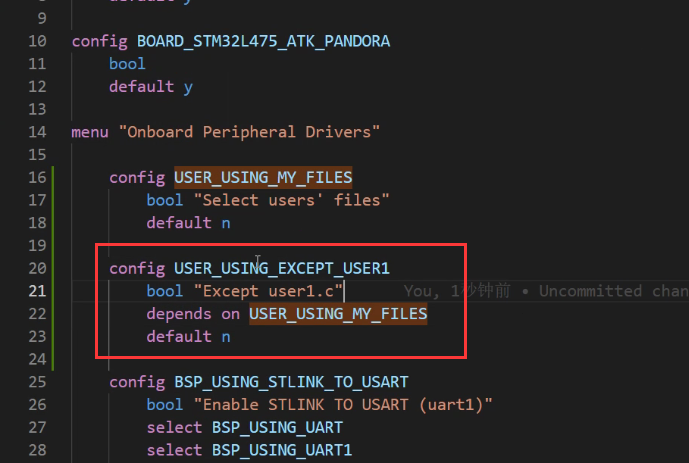 9
10 config BOARD_STM32L475_ATK_PANDORA
11 bool
12 default y
13
14 menu "Onboard Peripheral Drivers"
15
16 config USER_USING_MY_FILES
17 bool "Select users' files"
18 default n
19
20 config USER_USING_EXCEPT_USER1
21 bool "Except user1.c" You, 1秒钟前 • Uncommitted chan
22 depends on USER_USING_MY_FILES
23 default n
24
25 config BSP_USING_STLINK_TO_USART
26 bool "Enable STLINK TO USART (uart1)"
27 select BSP_USING_UART
28 select BSP_USING_UART1